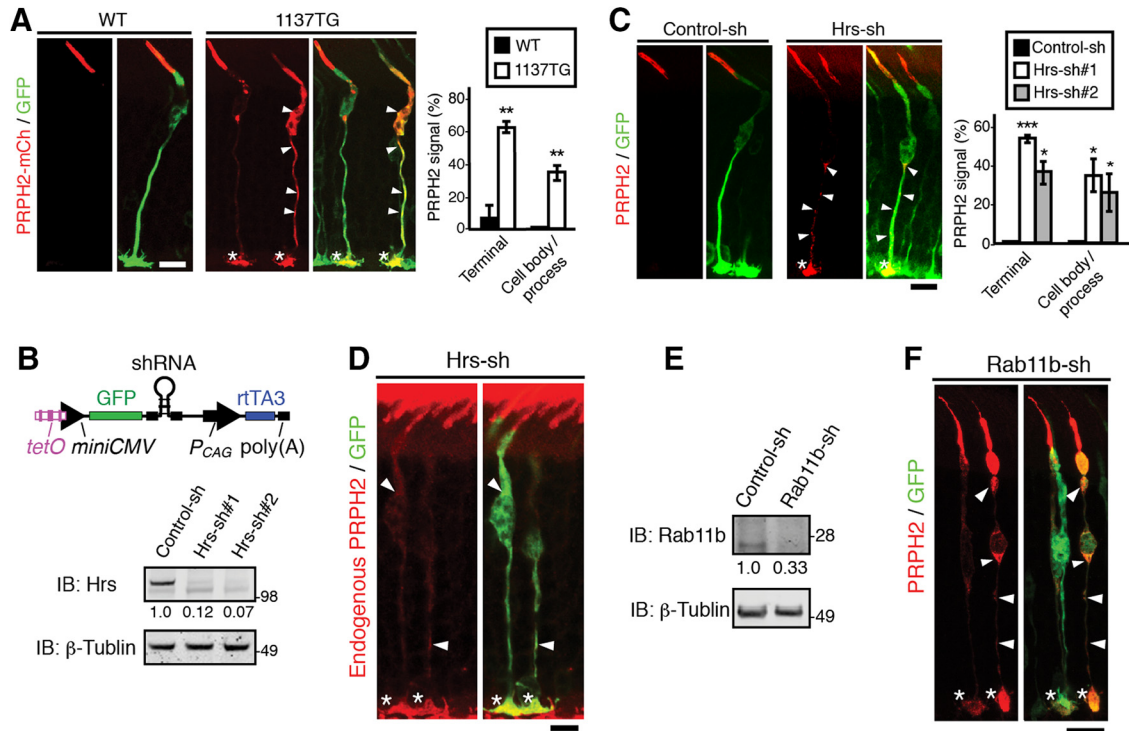 A
WT
1137TG
PRPH2-mCh / GFP
WT
1137TG
PRPH2 signal (%)
80
60
40
20
0
**
**
Terminal
Cell body/
process
*
*
*
*
C
Control-sh
Hrs-sh
PRPH2 / GFP
Control-sh
Hrs-sh#1
Hrs-sh#2
PRPH2 signal (%)
60
40
20
0
***
*
*
*
Terminal
Cell body/
process
*
*
B
shRNA
GFP
rtTA3
tetO miniCMV
PCAG poly(A)
Control-sh
Hrs-sh#1
Hrs-sh#2
IB: Hrs
-98
1.0 0.12 0.07
IB: β-Tublin
-49
D
Hrs-sh
Endogenous PRPH2 / GFP
* *
* *
E
Control-sh
Rab11b-sh
IB: Rab11b
-28
1.0 0.33
IB: β-Tublin
-49
F
Rab11b-sh
PRPH2 / GFP
* *
* *